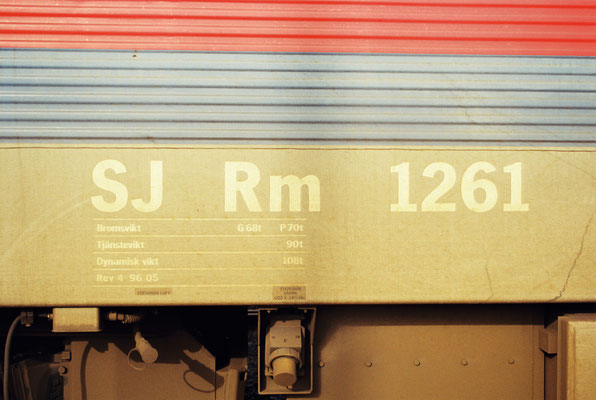 SJ Rm 1261
Bromsvikt G 68t P 70t
Tjänstevikt 90t
Dynamisk vikt 108t
Rev 4 96 05